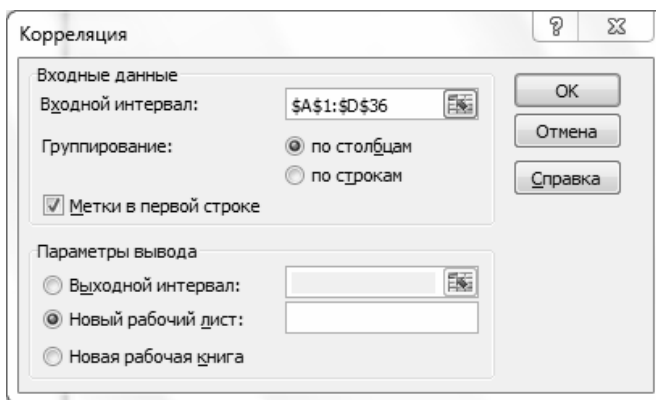 Корреляция
Входные данные
Входной интервал:
$A$1:$D$36
Группирование:
по столбцам
по строкам
Метки в первой строке
Параметры вывода
Выходной интервал:
Новый рабочий лист:
Новая рабочая книга
ОК
Отмена
Справка